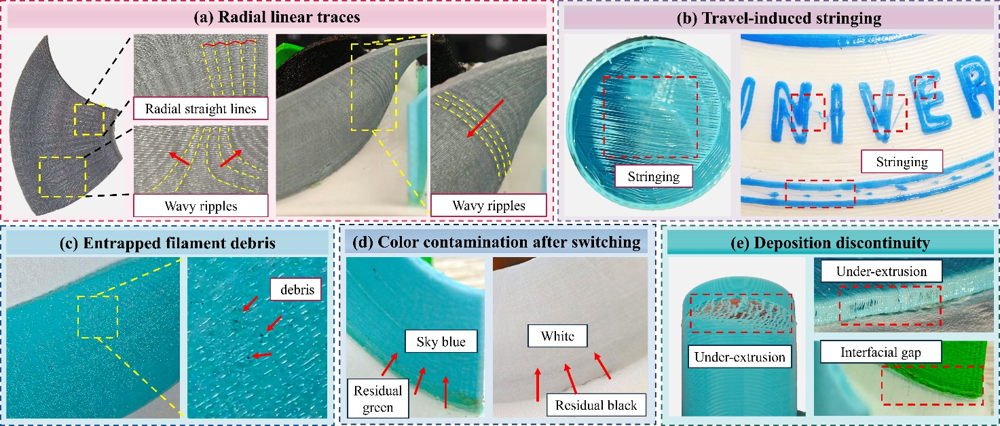 (a) Radial linear traces
Radial straight lines
Wavy ripples
Wavy ripples
(b) Travel-induced stringing
Stringing
UNIVER
Stringing
(c) Entrapped filament debris
debris
(d) Color contamination after switching
Sky blue
Residual
green
White
Residual black
(e) Deposition discontinuity
Under-extrusion
Under-extrusion
Interfacial gap